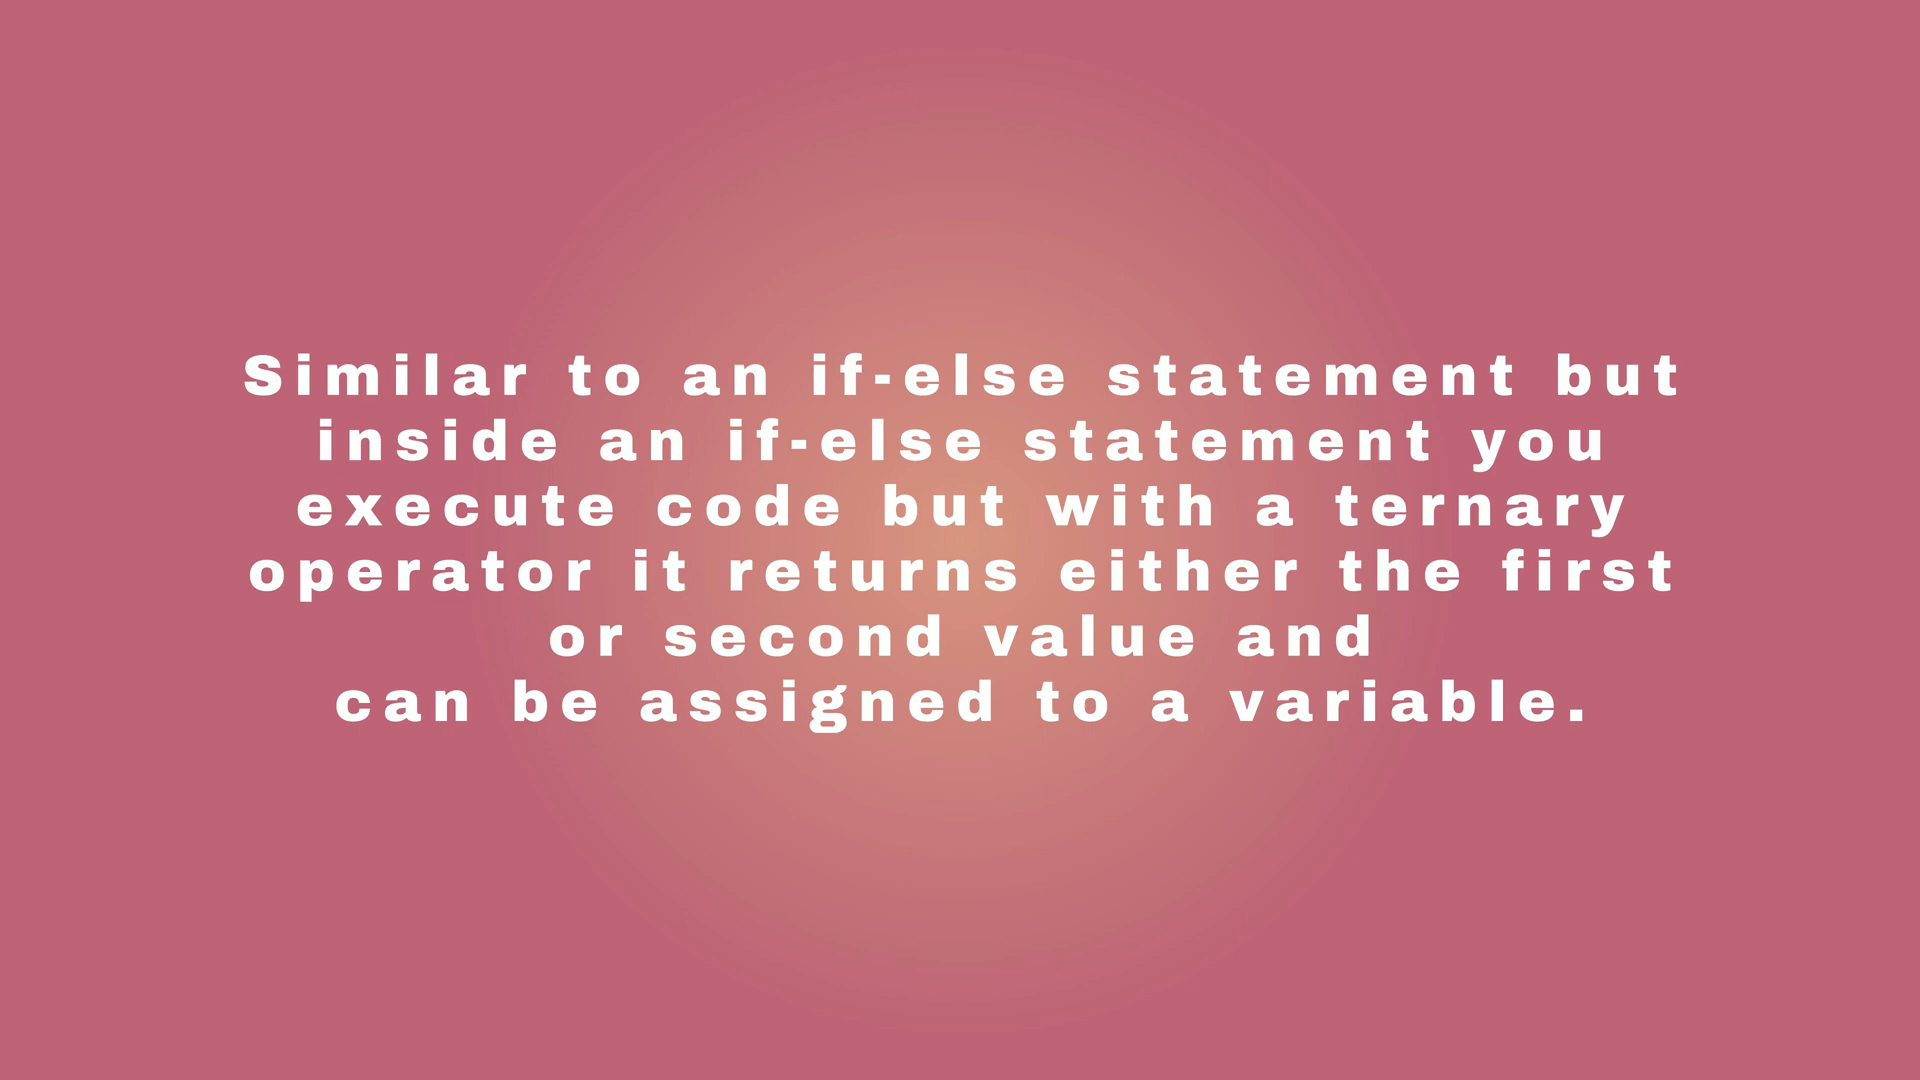 Similar to an if-else statement but
inside an if-else statement you
execute code but with a ternary
operator it returns either the first
or second value and
can be assigned to a variable.